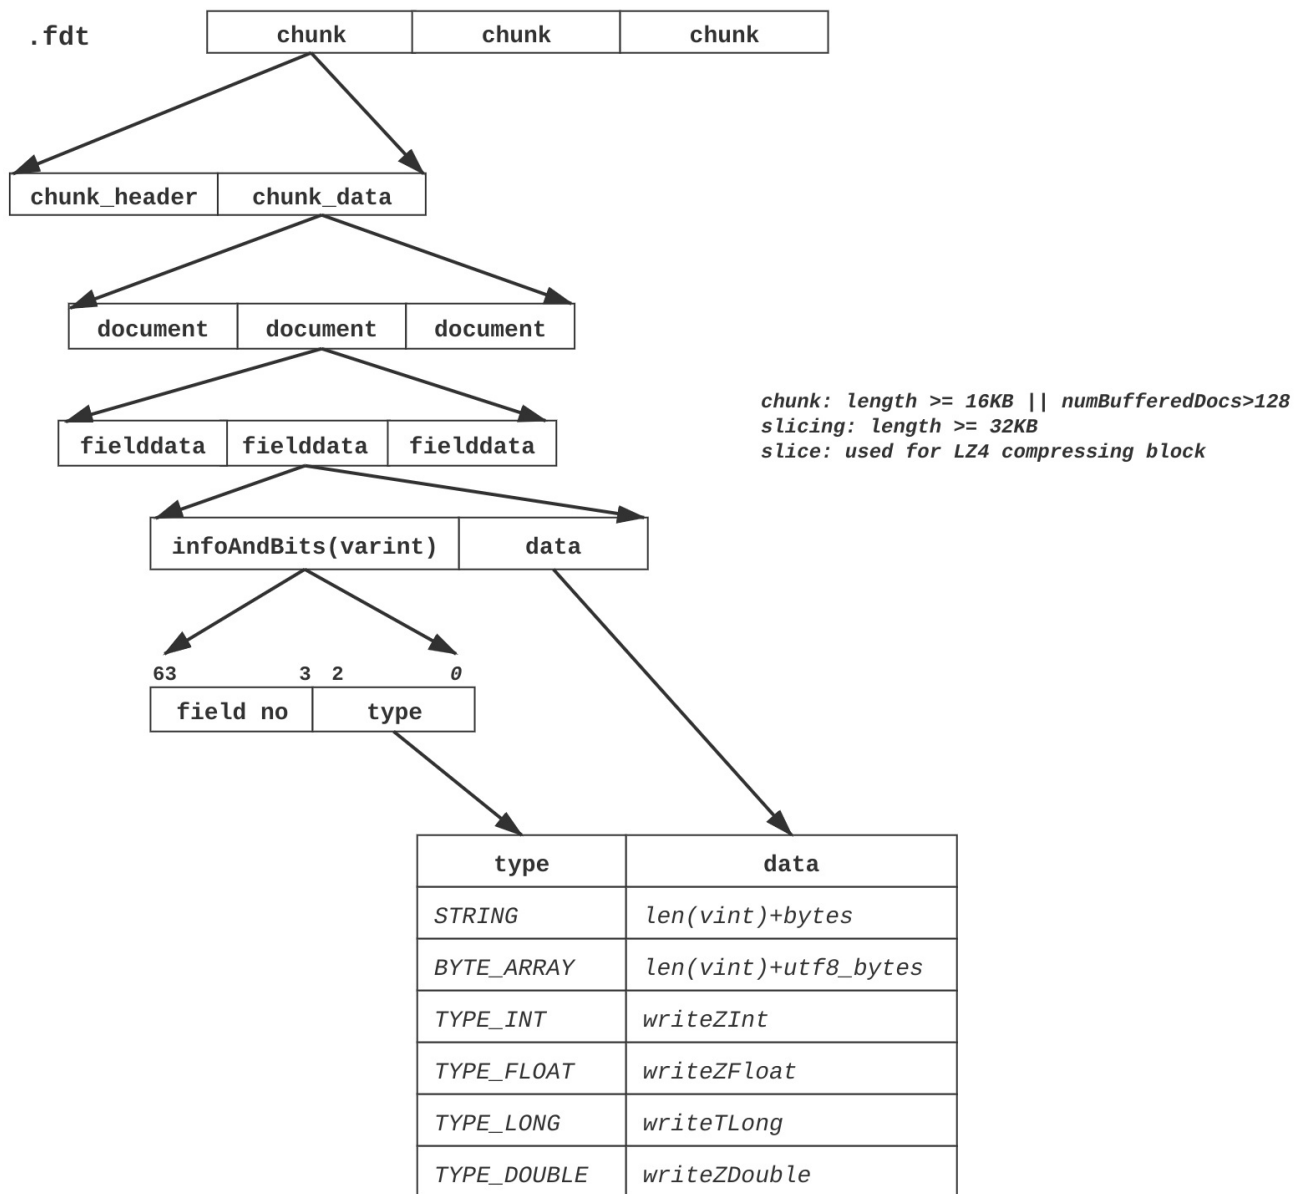 .fdt
chunk chunk chunk
chunk_header chunk_data
document document document
fielddata fielddata fielddata
chunk: length >= 16KB || numBufferedDocs>128
slicing: length >= 32KB
slice: used for LZ4 compressing block
infoAndBits(varint) data
63 3 2 0
field no type
type data
STRING len(vint)+bytes
BYTE_ARRAY len(vint)+utf8_bytes
TYPE_INT writeZInt
TYPE_FLOAT writeZFloat
TYPE_LONG writeTLong
TYPE_DOUBLE writeZDouble